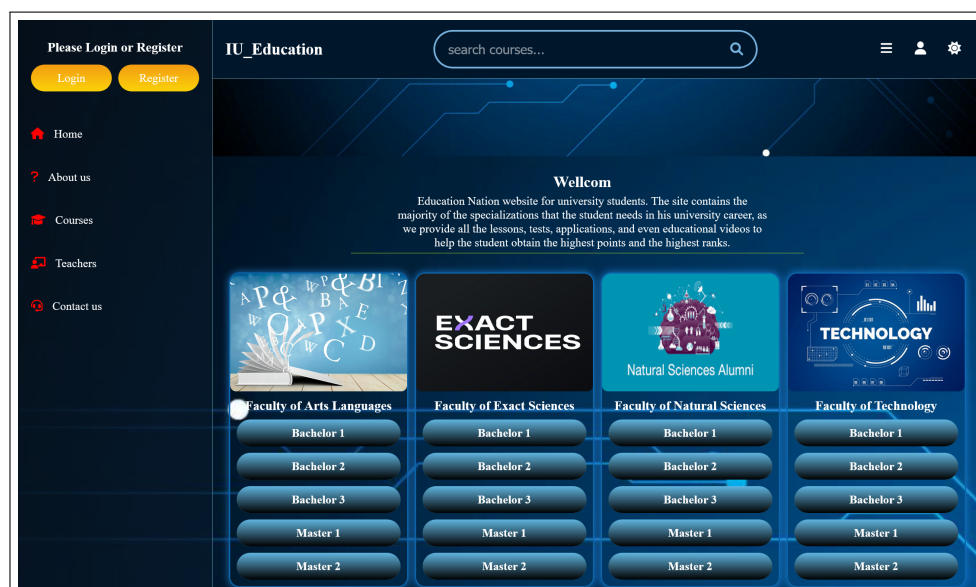 Please Login or Register
Login
Register
Home
? About us
Courses
Teachers
Contact us
IU_Education
search courses...
Wellcom
Education Nation website for university students. The site contains the
majority of the specializations that the student needs in his university career, as
we provide all the lessons, tests, applications, and even educational videos to
help the student obtain the highest points and the highest ranks.
EXACT
SCIENCES
Natural Sciences Alumni
TECHNOLOGY
Faculty of Arts Languages
Bachelor 1
Bachelor 2
Bachelor 3
Master 1
Master 2
Faculty of Exact Sciences
Bachelor 1
Bachelor 2
Bachelor 3
Master 1
Master 2
Faculty of Natural Sciences
Bachelor 1
Bachelor 2
Bachelor 3
Master 1
Master 2
Faculty of Technology
Bachelor 1
Bachelor 2
Bachelor 3
Master 1
Master 2